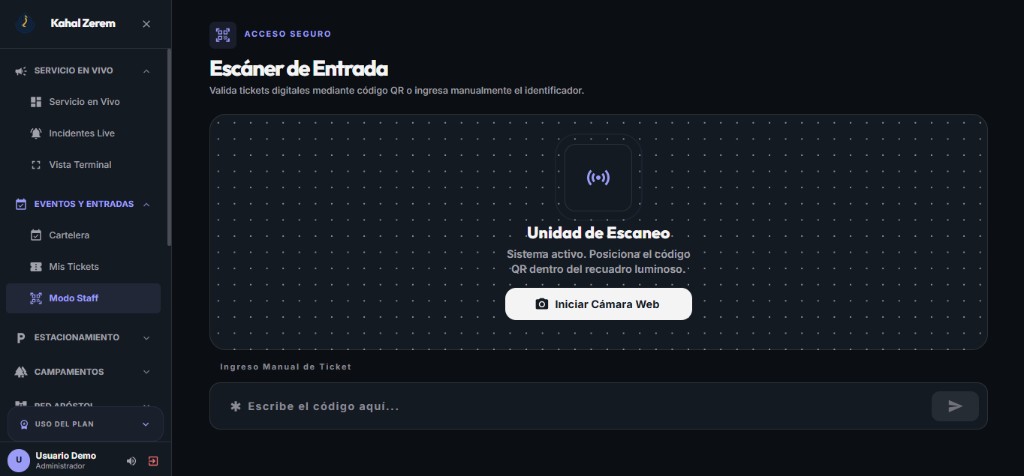 Kahal Zerem
SERVICIO EN VIVO
Servicio en Vivo
Incidentes Live
Vista Terminal
EVENTOS Y ENTRADAS
Cartelera
Mis Tickets
Modo Staff
P ESTACIONAMIENTO
CAMPAMENTOS
RED APÓSTOL
USO DEL PLAN
U
Usuario Demo
Administrador
ACCESO SEGURO
Escáner de Entrada
Valida tickets digitales mediante código QR o ingresa manualmente el identificador.
Unidad de Escaneo
Sistema activo. Posiciona el código
QR dentro del recuadro luminoso.
Iniciar Cámara Web
Ingreso Manual de Ticket
Escribe el código aquí...